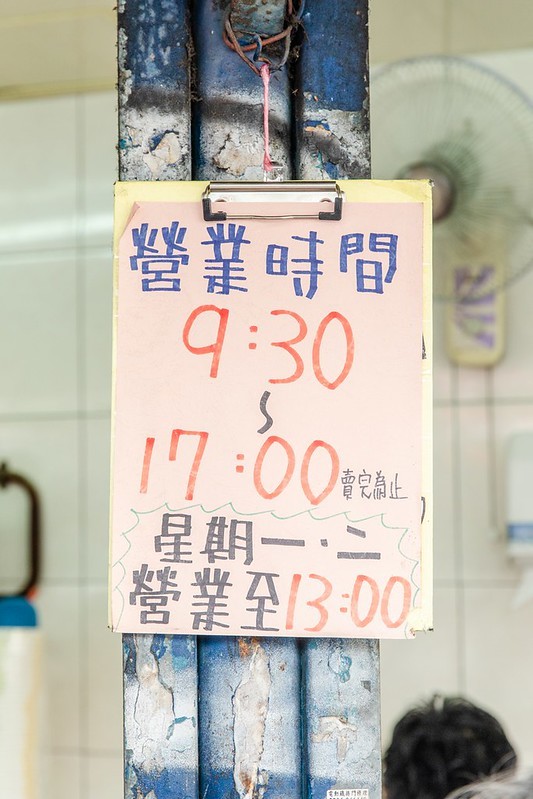 營業時間
9:30
~
17:00 賣完為止
星期一.二
營業至13:00